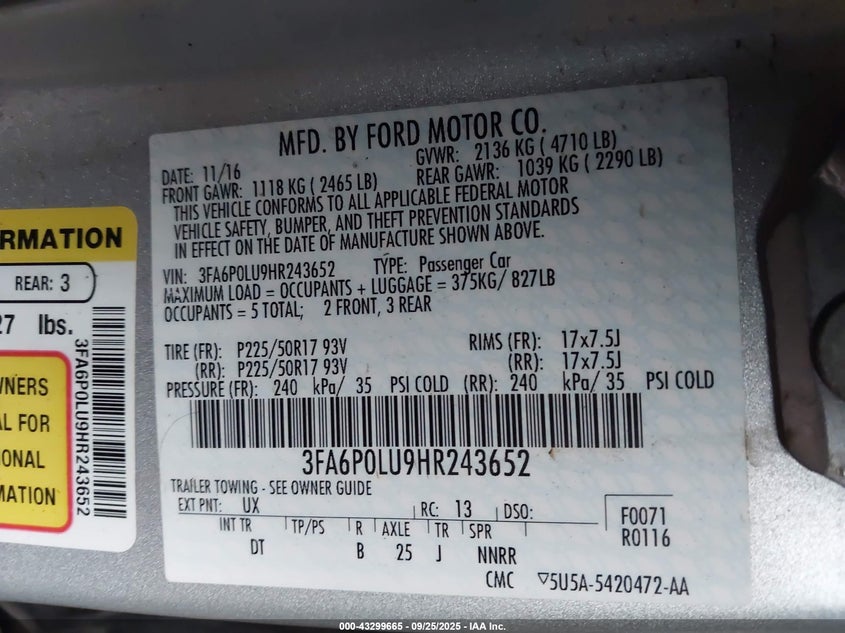 MFD. BY FORD MOTOR CO.
DATE: 11/16
GVWR: 2136 KG ( 4710 LB)
FRONT GAWR: 1118 KG ( 2465 LB)
REAR GAWR: 1039 KG ( 2290 LB)
THIS VEHICLE CONFORMS TO ALL APPLICABLE FEDERAL MOTOR
VEHICLE SAFETY, BUMPER, AND THEFT PREVENTION STANDARDS
IN EFFECT ON THE DATE OF MANUFACTURE SHOWN ABOVE.
VIN: 3FA6P0LU9HR243652 TYPE: Passenger Car
MAXIMUM LOAD = OCCUPANTS + LUGGAGE = 375KG/ 827LB
OCCUPANTS = 5 TOTAL; 2 FRONT, 3 REAR
TIRE (FR): P225/50R17 93V RIMS (FR): 17x7.5J
(RR): P225/50R17 93V (RR): 17x7.5J
PRESSURE (FR): 240 kPa/ 35 PSI COLD (RR): 240 kPa/ 35 PSI COLD
3FA6P0LU9HR243652
TRAILER TOWING - SEE OWNER GUIDE
EXT PNT: UX RC: 13 DSO:
INT TR TP/PS R AXLE TR SPR
DT B 25 J NNRR
F0071
R0116
CMC ▽5U5A-5420472-AA
RMATION
REAR: 3
27 lbs.
3FA6P0LU9HR243652
WNERS
AL FOR
IONAL
MATION
000-43299665 - 09/25/2025 - IAA Inc.